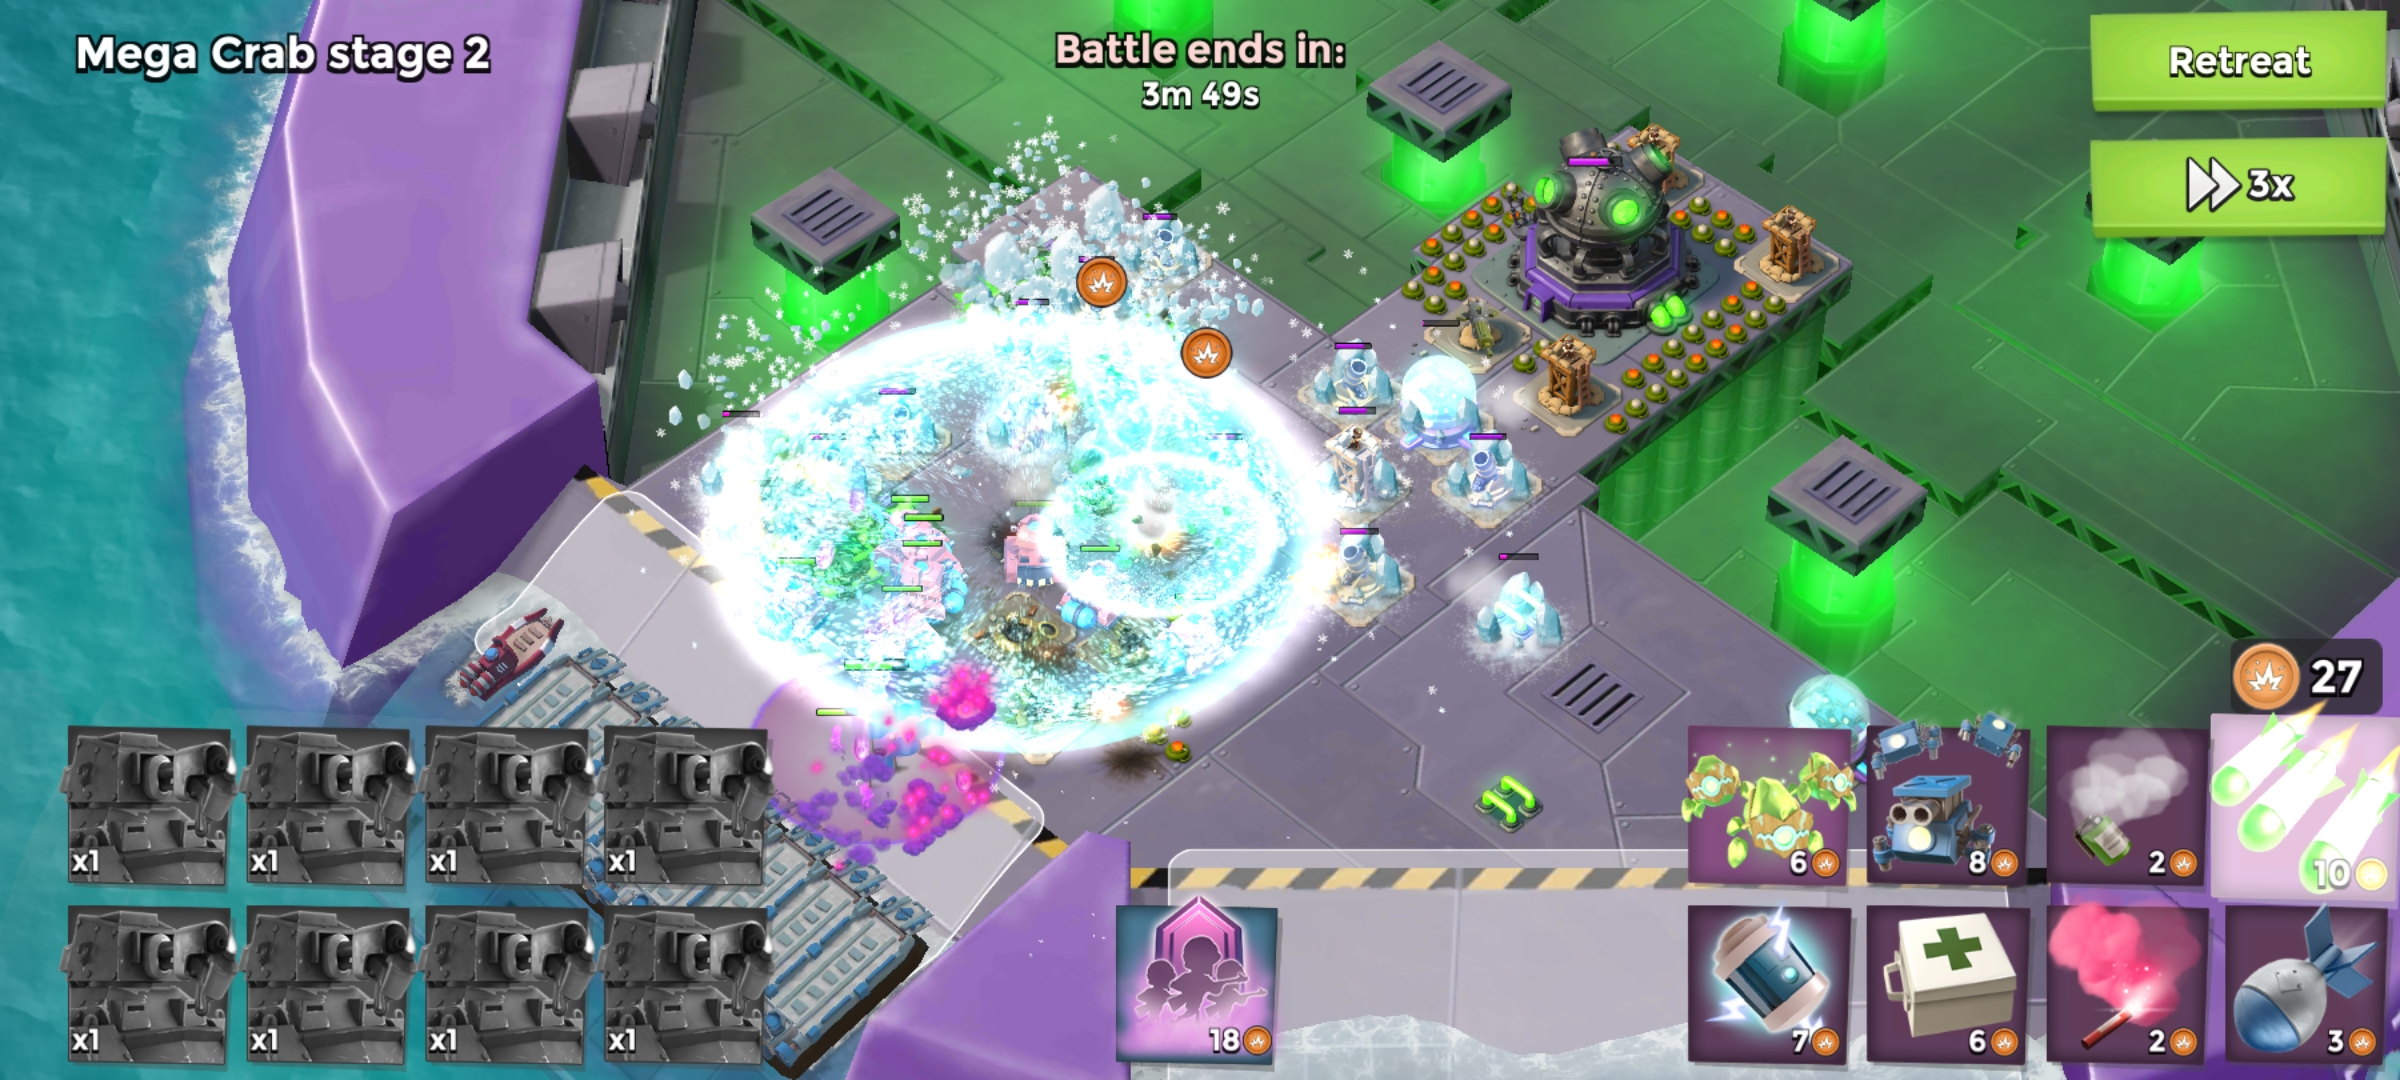 Mega Crab stage 2
Battle ends in:
3m 49s
Retreat
3x
27
x1
x1
x1
x1
6
8
2
10
x1
x1
x1
x1
18
7
6
2
3